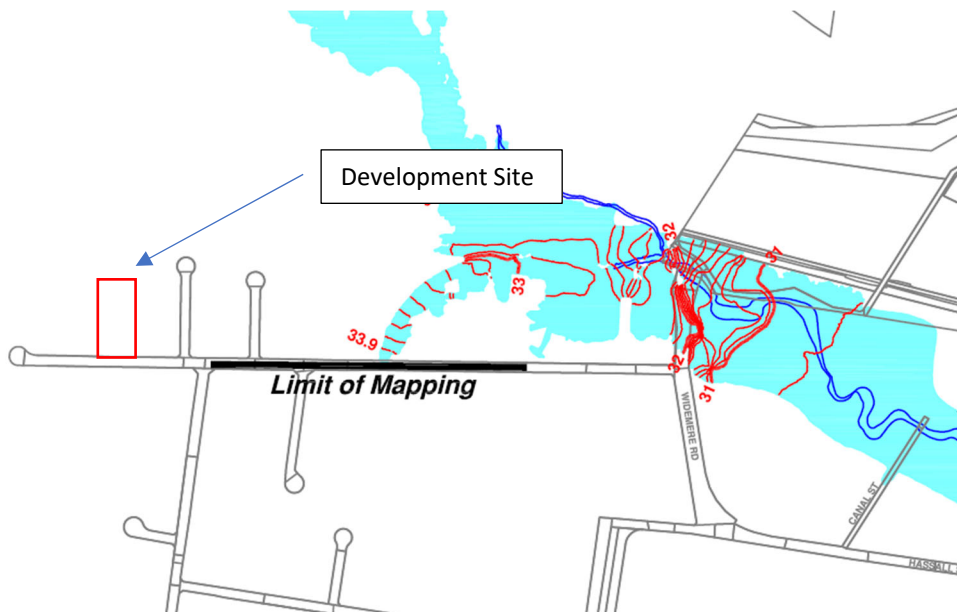 Development Site
32
37
33
33.9
Limit of Mapping
32
31
WIDEMERE RD
CANAL ST
HASSALL